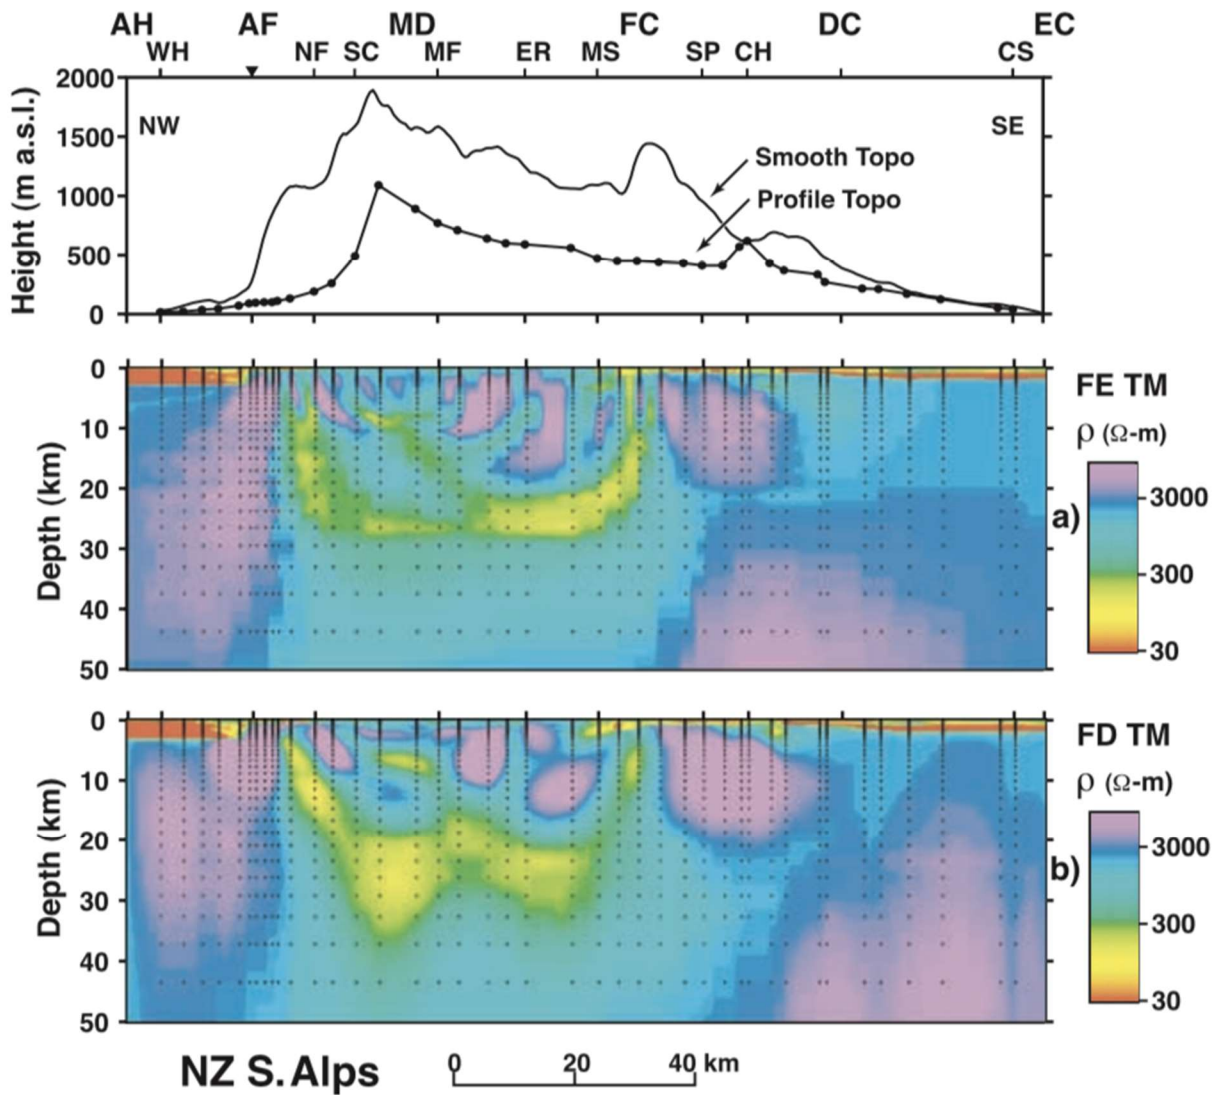 AH AF MD FC DC EC
WH NF SC MF ER MS SP CH CS
2000
NW SE
1500
Smooth Topo
1000
Profile Topo
500
0
Height (m a.s.l.)
0
10
20
30
40
50
Depth (km)
FE TM
ρ (Ω-m)
3000
a)
300
30
0
10
20
30
40
50
Depth (km)
FD TM
ρ (Ω-m)
3000
b)
300
30
NZ S. Alps
0 20 40 km